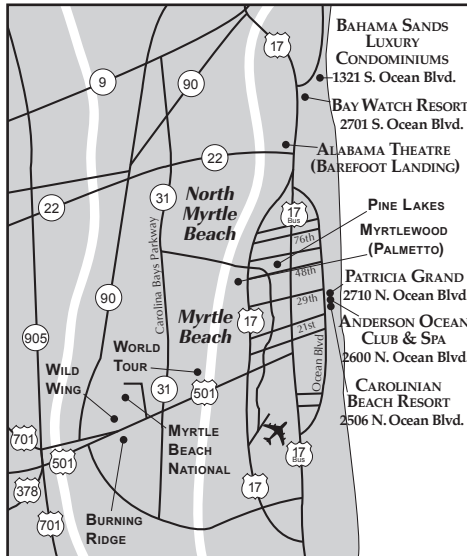 BAHAMA SANDS
LUXURY
CONDOMINIUMS
1321 S. Ocean Blvd.
BAY WATCH RESORT
2701 S. Ocean Blvd.
ALABAMA THEATRE
(BAREFOOT LANDING)
PINE LAKES
MYRTLEWOOD
(PALMETTO)
PATRICIA GRAND
2710 N. Ocean Blvd.
ANDERSON OCEAN
CLUB & SPA
2600 N. Ocean Blvd.
CAROLINIAN
BEACH RESORT
2506 N. Ocean Blvd.
17
9
90
22
31
22
North
Myrtle
Beach
17
Bus
76th
Carolina Bays Parkway
48th
90
29th
Myrtle
Beach
17
21st
905
WORLD
TOUR
Ocean Blvd
WILD
WING
31
501
MYRTLE
BEACH
NATIONAL
701
501
17
Bus
378
17
701
BURNING
RIDGE